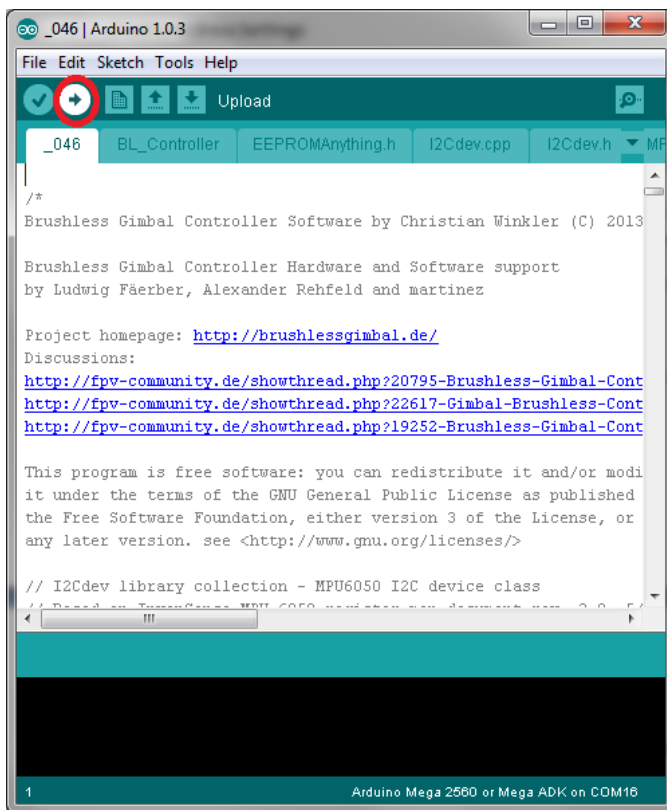 _046 | Arduino 1.0.3
File Edit Sketch Tools Help
Upload
_046 BL_Controller EEPROMAnything.h I2Cdev.cpp I2Cdev.h
/*
Brushless Gimbal Controller Software by Christian Winkler (C) 2013
Brushless Gimbal Controller Hardware and Software support
by Ludwig Fäerber, Alexander Rehfeld and martinez
Project homepage: http://brushlessgimbal.de/
Discussions:
http://fpv-community.de/showthread.php?20795-Brushless-Gimbal-Cont
http://fpv-community.de/showthread.php?22617-Gimbal-Brushless-Cont
http://fpv-community.de/showthread.php?19252-Brushless-Gimbal-Cont
This program is free software: you can redistribute it and/or modi
it under the terms of the GNU General Public License as published
the Free Software Foundation, either version 3 of the License, or
any later version. see <http://www.gnu.org/licenses/>
// I2Cdev library collection - MPU6050 I2C device class
1 Arduino Mega 2560 or Mega ADK on COM16